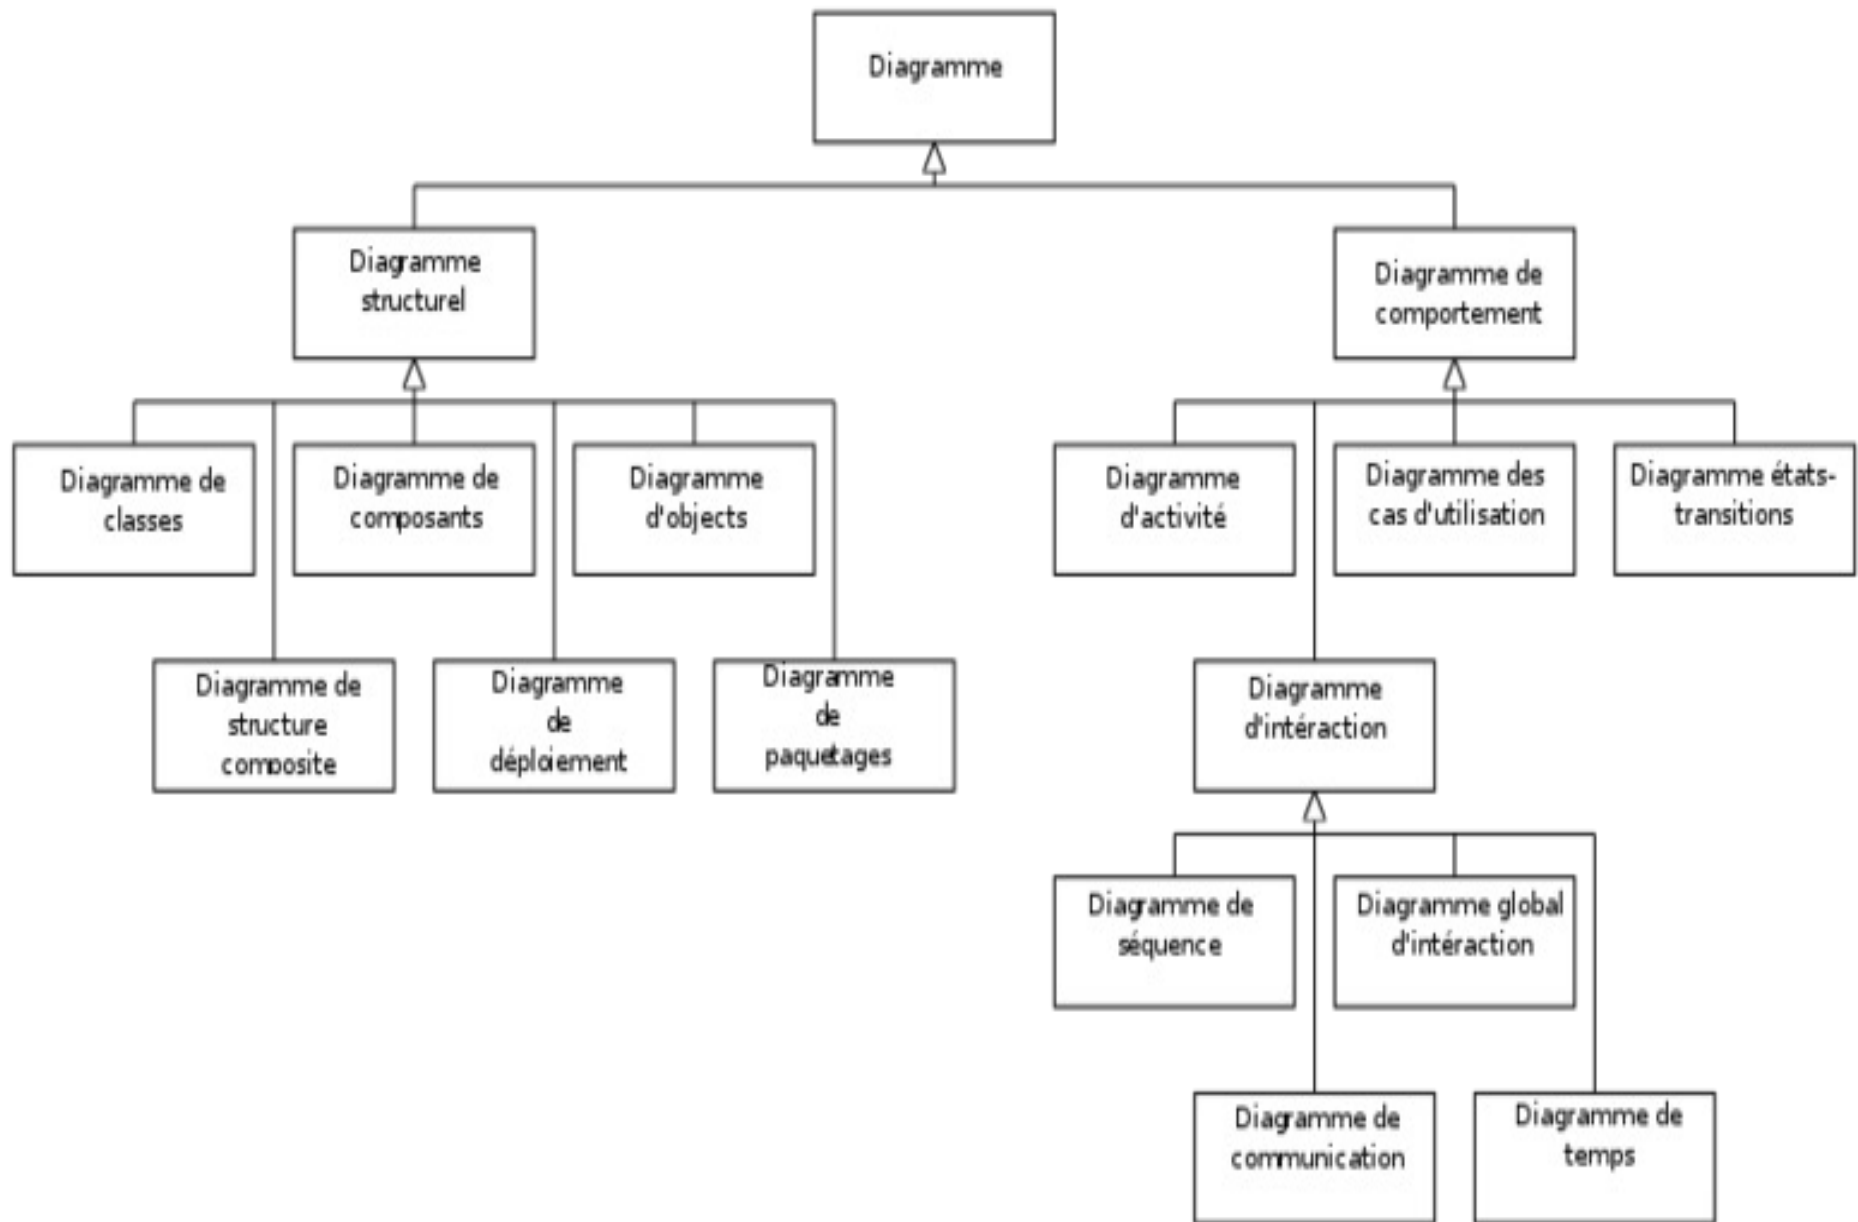 Diagramme
Diagramme
structurel
Diagramme de
comportement
Diagramme de
classes
Diagramme de
composants
Diagramme
d'objects
Diagramme
d'activité
Diagramme des
cas d'utilisation
Diagramme états-
transitions
Diagramme de
structure
composite
Diagramme
de
déploiement
Diagramme
de
paquetages
Diagramme
d'intéraction
Diagramme de
séquence
Diagramme global
d'intéraction
Diagramme de
communication
Diagramme de
temps